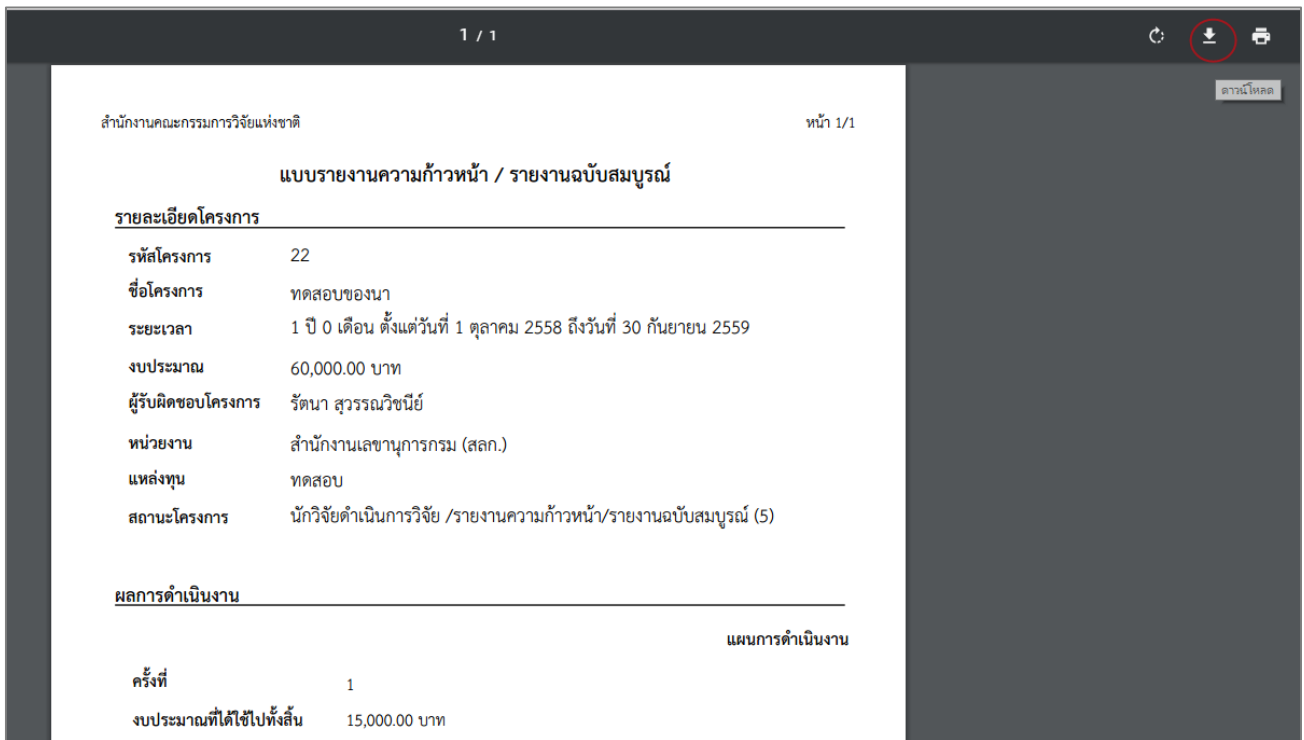 1 / 1
ดาวน์โหลด
สำนักงานคณะกรรมการวิจัยแห่งชาติ หน้า 1/1
แบบรายงานความก้าวหน้า / รายงานฉบับสมบูรณ์
รายละเอียดโครงการ
รหัสโครงการ 22
ชื่อโครงการ ทดสอบของนา
ระยะเวลา 1 ปี 0 เดือน ตั้งแต่วันที่ 1 ตุลาคม 2558 ถึงวันที่ 30 กันยายน 2559
งบประมาณ 60,000.00 บาท
ผู้รับผิดชอบโครงการ รัตนา สุวรรณวิชนีย์
หน่วยงาน สำนักงานเลขานุการกรม (สลก.)
แหล่งทุน ทดสอบ
สถานะโครงการ นักวิจัยดำเนินการวิจัย /รายงานความก้าวหน้า/รายงานฉบับสมบูรณ์ (5)
ผลการดำเนินงาน
แผนการดำเนินงาน
ครั้งที่ 1
งบประมาณที่ได้ใช้ไปทั้งสิ้น 15,000.00 บาท